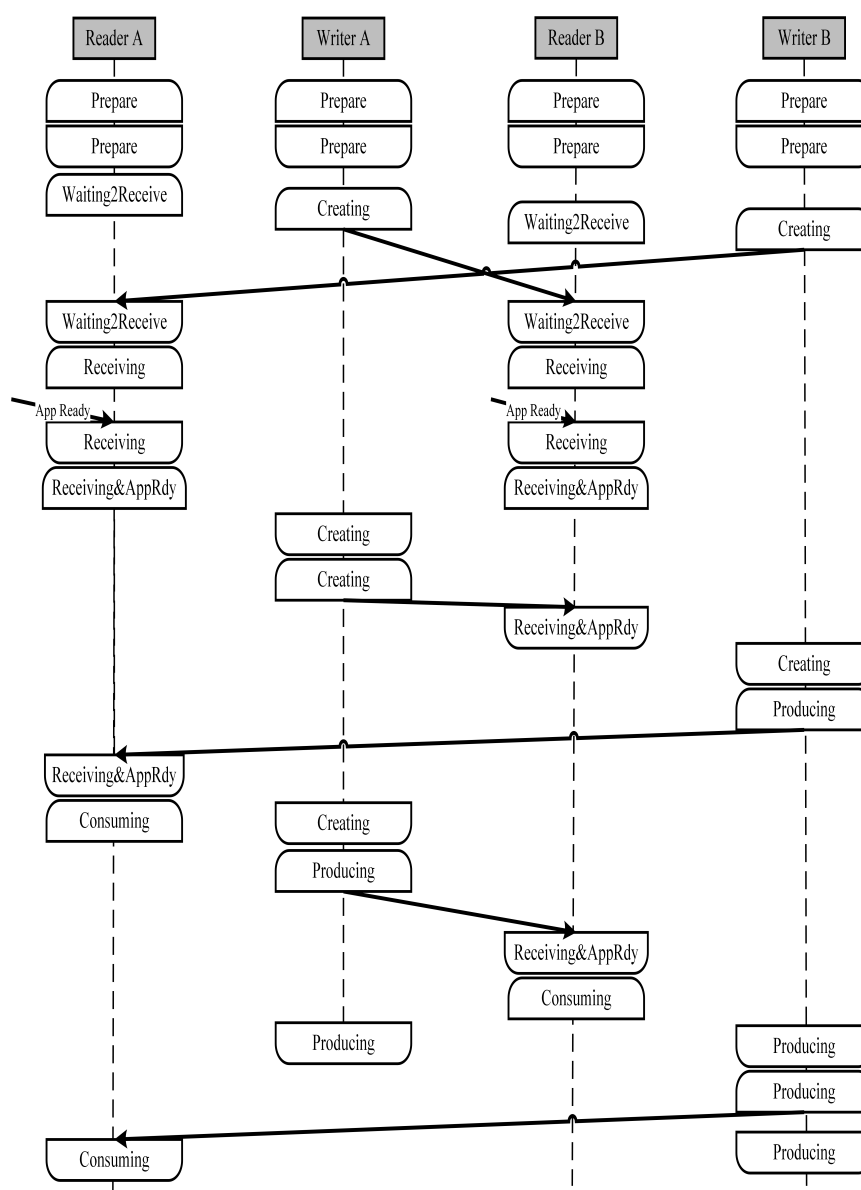 Reader A
Writer A
Reader B
Writer B
Prepare
Prepare
Prepare
Prepare
Prepare
Prepare
Prepare
Prepare
Waiting2Receive
Creating
Waiting2Receive
Creating
Waiting2Receive
Waiting2Receive
Receiving
Receiving
App Ready
App Ready
Receiving
Receiving
Receiving&AppRdy
Receiving&AppRdy
Creating
Creating
Receiving&AppRdy
Creating
Producing
Receiving&AppRdy
Consuming
Creating
Producing
Receiving&AppRdy
Consuming
Producing
Producing
Producing
Consuming
Producing